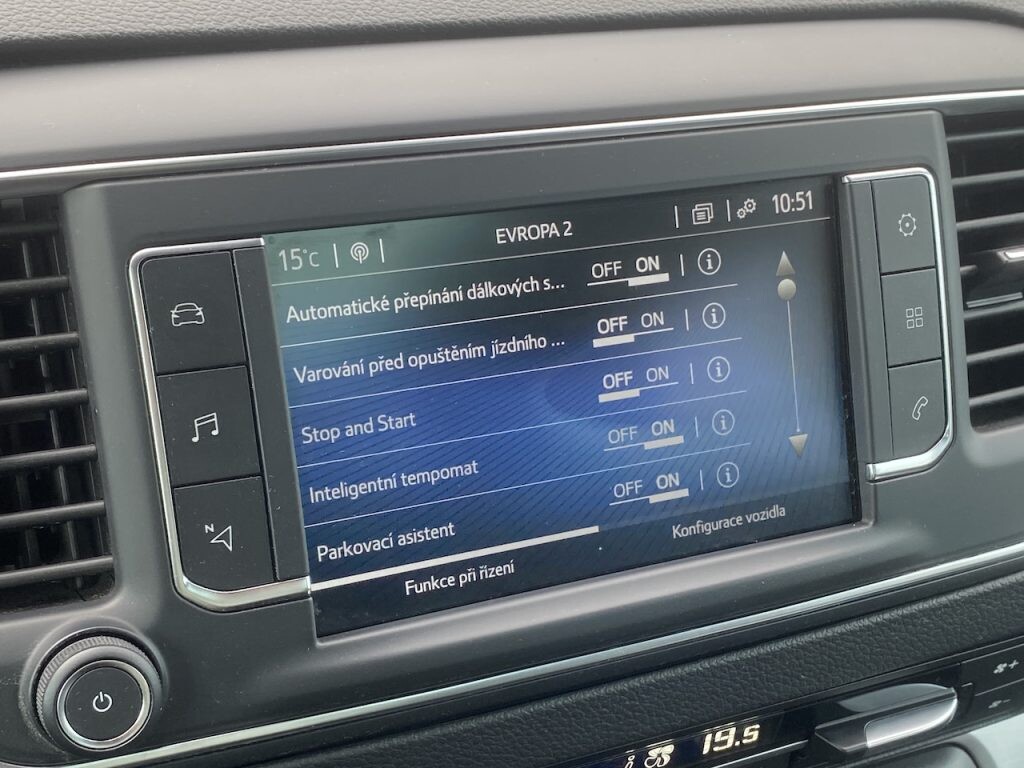 15°C EVROPA 2 10:51
Automatické přepínání dálkových s... OFF ON i
Varování před opuštěním jízdního ... OFF ON i
Stop and Start OFF ON i
Inteligentní tempomat OFF ON i
Parkovací asistent OFF ON i
Funkce při řízení Konfigurace vozidla
N
19.5